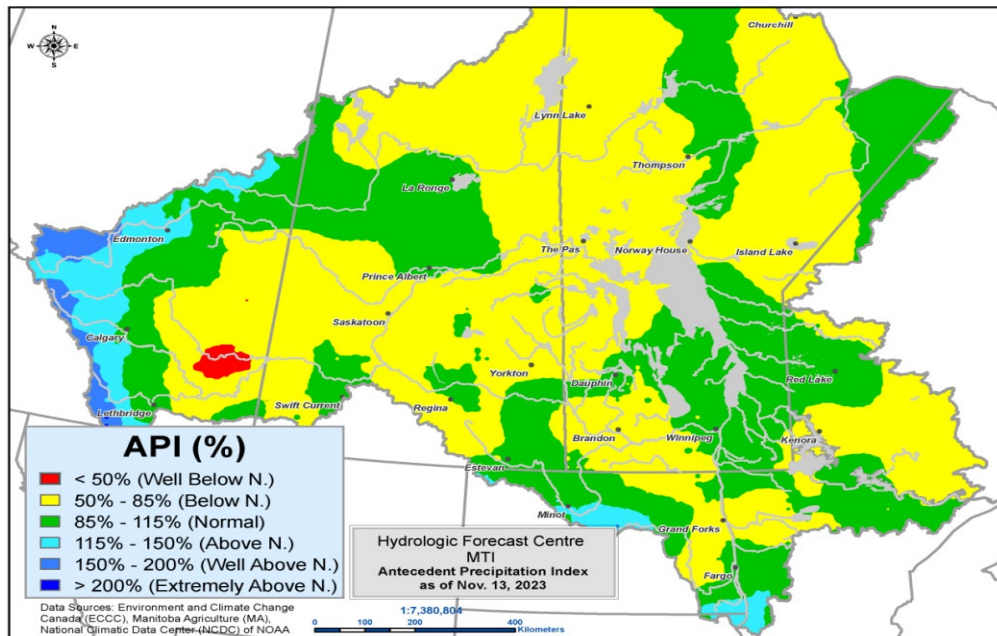 N
W E
S
Churchill
Lynn Lake
Thompson
La Ronge
Edmonton
The Pas
Norway House
Island Lake
Prince Albert
Saskatoon
Calgary
Yorkton
Dauphin
Red Lake
Lethbridge
Swift Current
Regina
Brandon
Winnipeg
Kenora
Estevan
Minot
Grand Forks
Fargo
API (%)
< 50% (Well Below N.)
50% - 85% (Below N.)
85% - 115% (Normal)
115% - 150% (Above N.)
150% - 200% (Well Above N.)
> 200% (Extremely Above N.)
Hydrologic Forecast Centre
MTI
Antecedent Precipitation Index
as of Nov. 13, 2023
Data Sources: Environment and Climate Change
Canada (ECCC), Manitoba Agriculture (MA),
National Climatic Data Center (NCDC) of NOAA
1:7,380,804
0 100 200 400
Kilometers